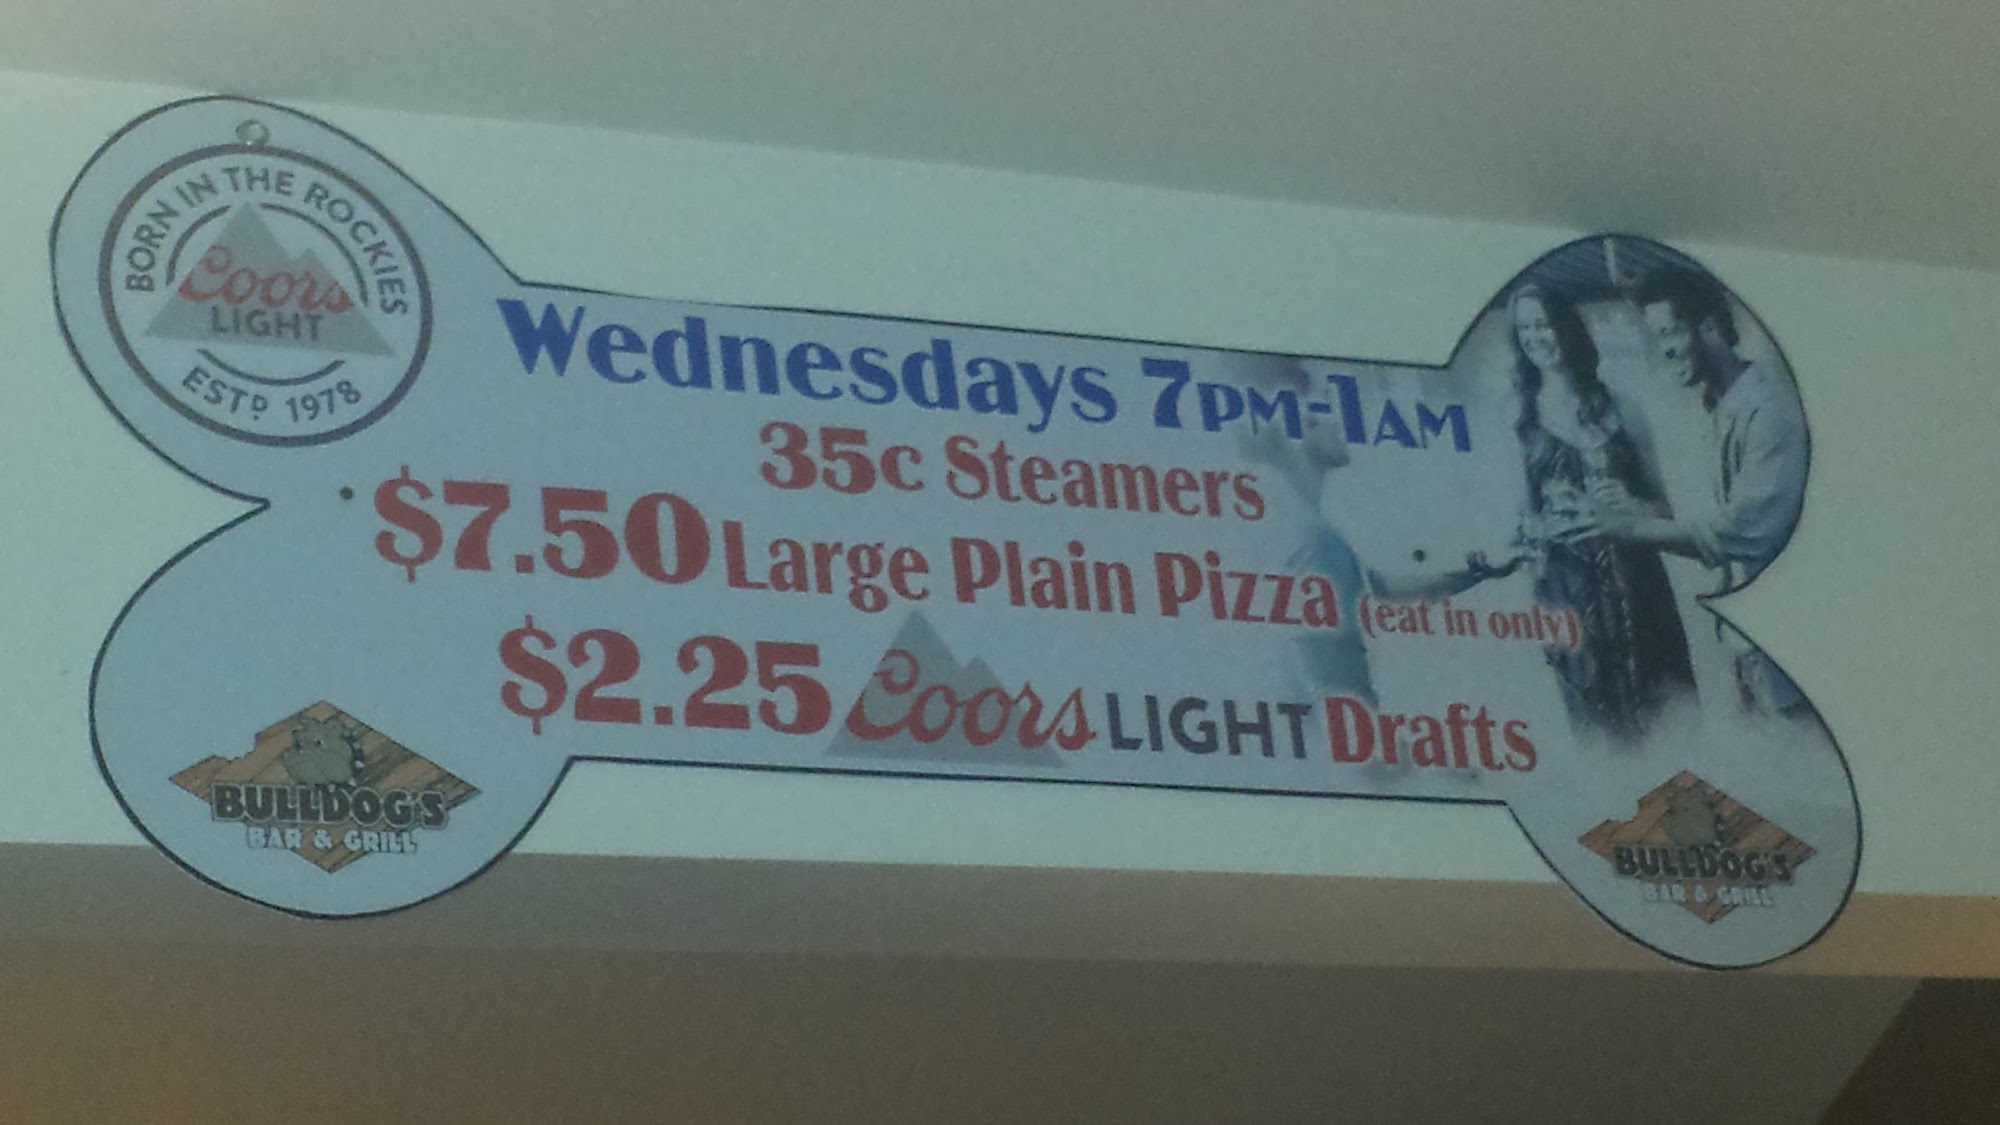 BORN IN THE ROCKIES
Coors
LIGHT
ESTD 1978
Wednesdays 7PM-1AM
35c Steamers
$7.50 Large Plain Pizza (eat in only)
$2.25 Coors LIGHT Drafts
BULLDOG'S
BAR & GRILL
BULLDOG'S
BAR & GRILL